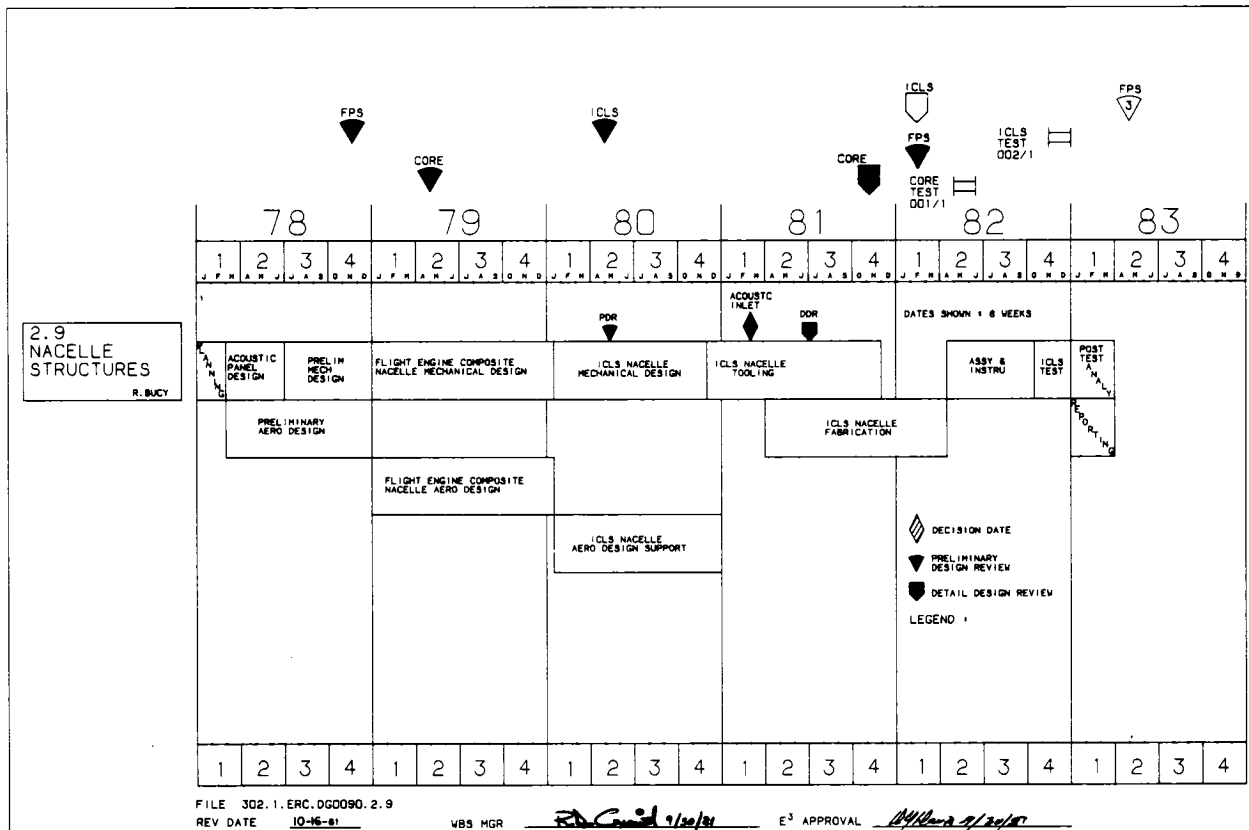 FPS
ICLS
ICLS
FPS
3
CORE
CORE
FPS
ICLS
TEST
002/1
CORE
TEST
001/1
78 79 80 81 82 83
1 2 3 4 1 2 3 4 1 2 3 4 1 2 3 4 1 2 3 4 1 2 3 4
J F M A M J J A S O N D J F M A M J J A S O N D J F M A M J J A S O N D J F M A M J J A S O N D J F M A M J J A S O N D J F M A M J J A S O N D
2.9
NACELLE
STRUCTURES
R.BUCY
PDR
ACOUSTC
INLET
DDR
DATES SHOWN ± 6 WEEKS
PLANNING
ACOUSTIC
PANEL
DESIGN
PRELIM
MECH
DESIGN
FLIGHT ENGINE COMPOSITE
NACELLE MECHANICAL DESIGN
ICLS NACELLE
MECHANICAL DESIGN
ICLS NACELLE
TOOLING
ASSY &
INSTRU
ICLS
TEST
POST
TEST
ANALY
PRELIMINARY
AERO DESIGN
ICLS NACELLE
FABRICATION
REPORTING
FLIGHT ENGINE COMPOSITE
NACELLE AERO DESIGN
ICLS NACELLE
AERO DESIGN SUPPORT
DECISION DATE
PRELIMINARY
DESIGN REVIEW
DETAIL DESIGN REVIEW
LEGEND :
1 2 3 4 1 2 3 4 1 2 3 4 1 2 3 4 1 2 3 4 1 2 3 4
FILE 302.1.ERC.DG0090.2.9
REV DATE 10-16-81 WBS MGR 9/30/81 E³ APPROVAL 9/30/81